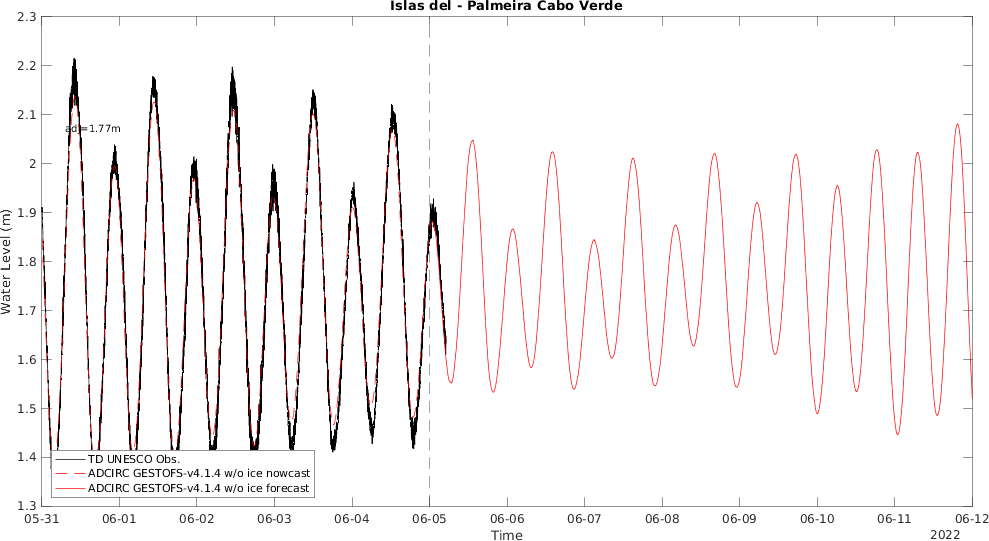 Islas del - Palmeira Cabo Verde
2.3
2.2
2.1
2
1.9
1.8
1.7
1.6
1.5
1.4
1.3
Water Level (m)
adj=1.77m
TD UNESCO Obs.
ADCIRC GESTOFS-v4.1.4 w/o ice nowcast
ADCIRC GESTOFS-v4.1.4 w/o ice forecast
05-31 06-01 06-02 06-03 06-04 06-05 06-06 06-07 06-08 06-09 06-10 06-11 06-12
Time
2022